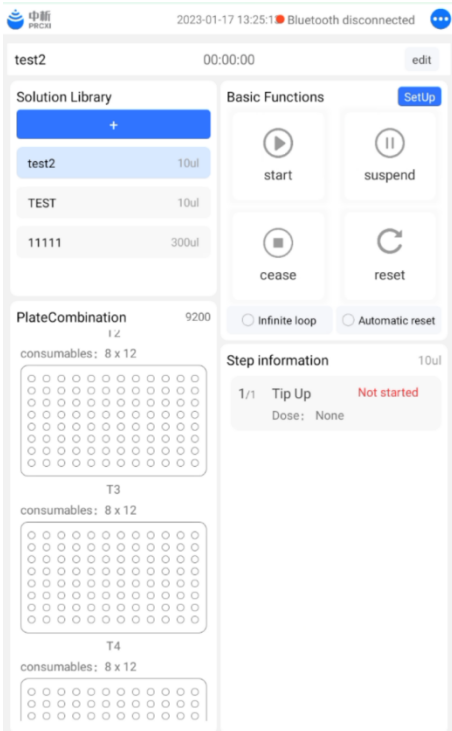 中析
PRCXI
2023-01-17 13:25:1 Bluetooth disconnected
test2 00:00:00 edit
Solution Library
+
test2 10ul
TEST 10ul
11111 300ul
Basic Functions SetUp
start suspend
cease reset
Infinite loop Automatic reset
PlateCombination 9200
T2
consumables: 8 x 12
T3
consumables: 8 x 12
T4
consumables: 8 x 12
Step information 10ul
1/1 Tip Up Not started
Dose: None